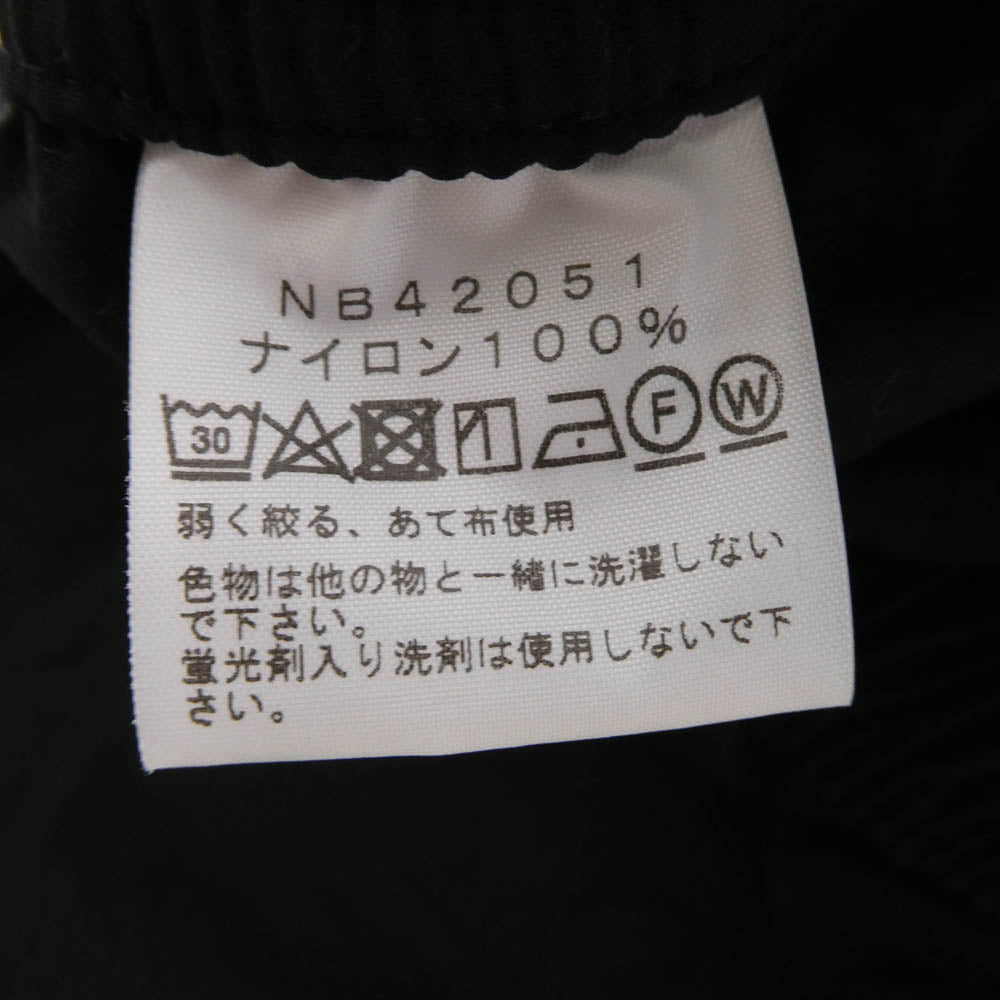 NB42051
ナイロン100%
30 F W
弱く絞る、あて布使用
色物は他の物と一緒に洗濯しない
で下さい。
蛍光剤入り洗剤は使用しないで下
さい。